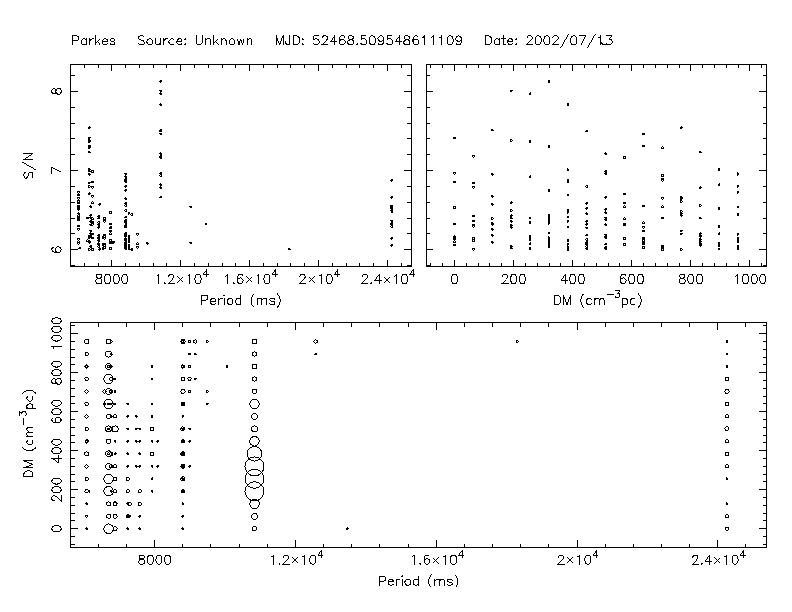 Parkes Source: Unknown MJD: 52468.509548611109 Date: 2002/07/13
S/N
8
7
6
8000 1.2×10⁴ 1.6×10⁴ 2×10⁴ 2.4×10⁴
Period (ms)
0 200 400 600 800 1000
DM (cm⁻³pc)
DM (cm⁻³pc)
1000
800
600
400
200
0
8000 1.2×10⁴ 1.6×10⁴ 2×10⁴ 2.4×10⁴
Period (ms)